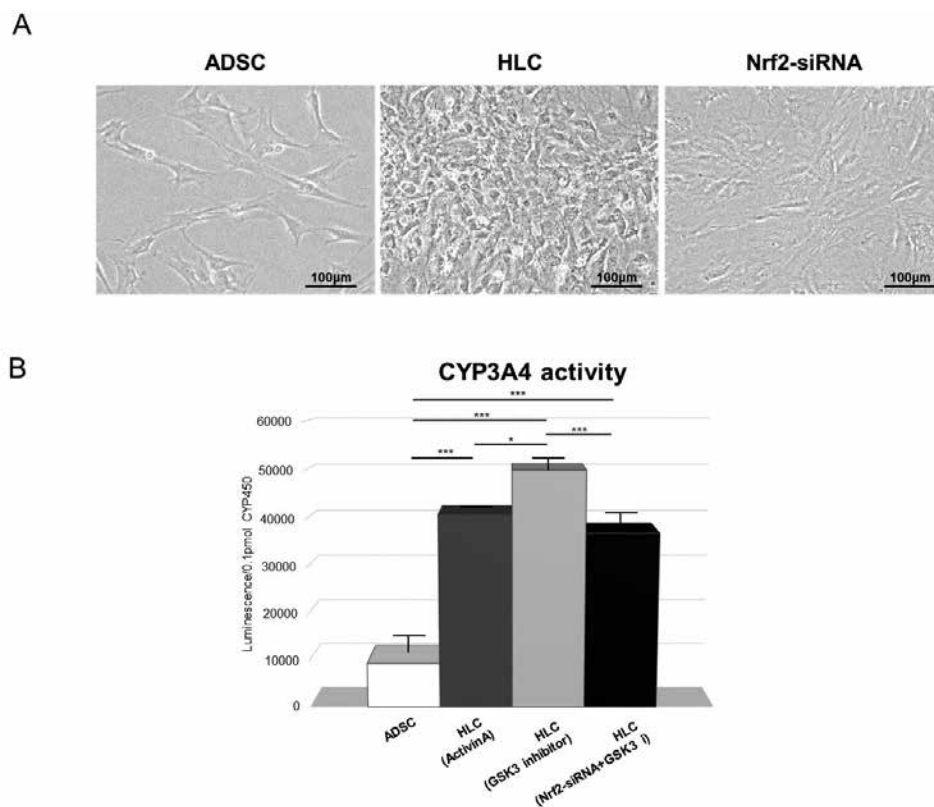 A
ADSC
HLC
Nrf2-siRNA
100µm
100µm
100µm
B
CYP3A4 activity
***
***
***
*
***
60000
50000
40000
30000
20000
10000
0
Luminescence/0.1pmol CYP450
ADSC
HLC
(ActivinA)
HLC
(GSK3 inhibitor)
HLC
(Nrf2-siRNA+GSK3 I)